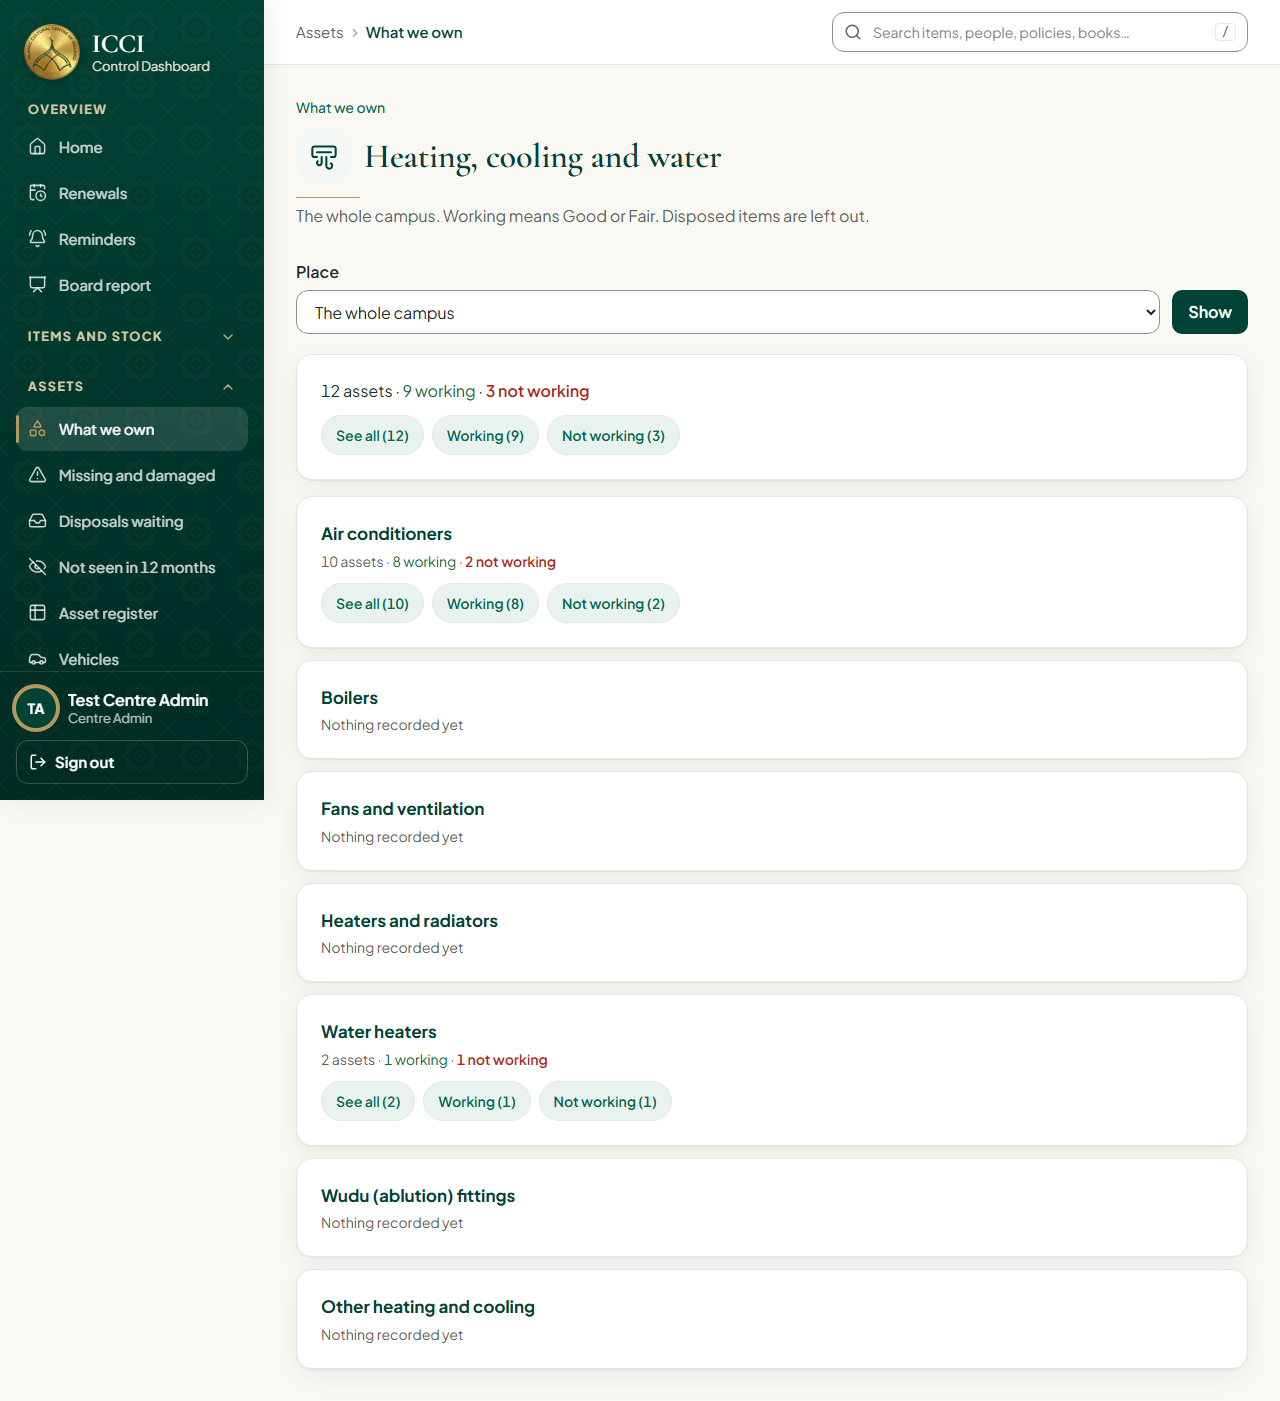 ICCI
Control Dashboard
OVERVIEW
Home
Renewals
Reminders
Board report
ITEMS AND STOCK
ASSETS
What we own
Missing and damaged
Disposals waiting
Not seen in 12 months
Asset register
Vehicles
TA
Test Centre Admin
Centre Admin
Sign out
Assets > What we own
Search items, people, policies, books… /
What we own
Heating, cooling and water
The whole campus. Working means Good or Fair. Disposed items are left out.
Place
The whole campus
Show
12 assets · 9 working · 3 not working
See all (12) Working (9) Not working (3)
Air conditioners
10 assets · 8 working · 2 not working
See all (10) Working (8) Not working (2)
Boilers
Nothing recorded yet
Fans and ventilation
Nothing recorded yet
Heaters and radiators
Nothing recorded yet
Water heaters
2 assets · 1 working · 1 not working
See all (2) Working (1) Not working (1)
Wudu (ablution) fittings
Nothing recorded yet
Other heating and cooling
Nothing recorded yet